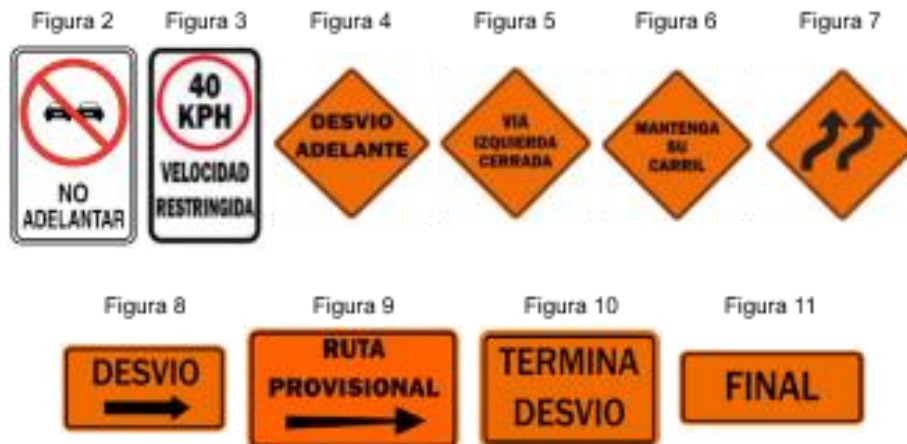 Figura 2
Figura 3
Figura 4
Figura 5
Figura 6
Figura 7
NO
ADELANTAR
40
KPH
VELOCIDAD
RESTRINGIDA
DESVIO
ADELANTE
VIA
IZQUIERDA
CERRADA
MANTENGA
SU
CARRIL
Figura 8
Figura 9
Figura 10
Figura 11
DESVIO
RUTA
PROVISIONAL
TERMINA
DESVIO
FINAL